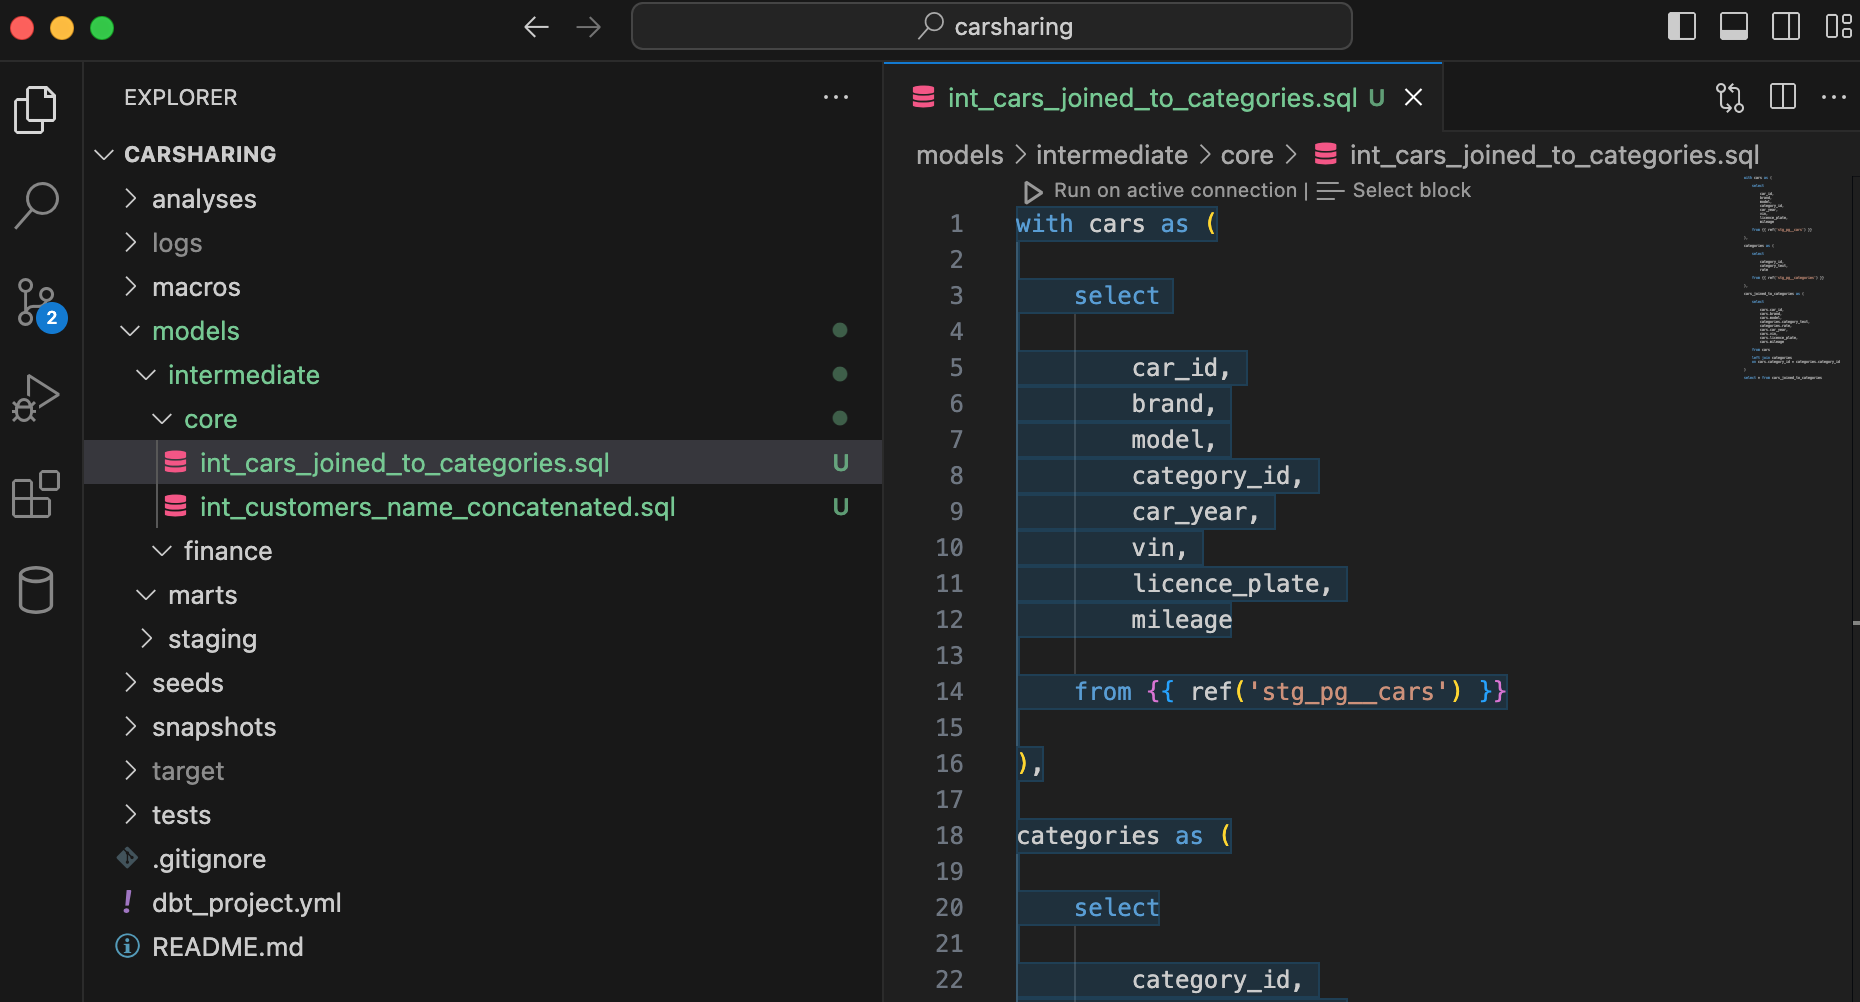 carsharing
EXPLORER
CARSHARING
analyses
logs
macros
models
intermediate
core
int_cars_joined_to_categories.sql U
int_customers_name_concatenated.sql U
finance
marts
staging
seeds
snapshots
target
tests
.gitignore
! dbt_project.yml
README.md
2
int_cars_joined_to_categories.sql U
models > intermediate > core > int_cars_joined_to_categories.sql
Run on active connection | Select block
1 with cars as (
2
3 select
4
5 car_id,
6 brand,
7 model,
8 category_id,
9 car_year,
10 vin,
11 licence_plate,
12 mileage
13
14 from {{ ref('stg_pg__cars') }}
15
16 ),
17
18 categories as (
19
20 select
21
22 category_id,